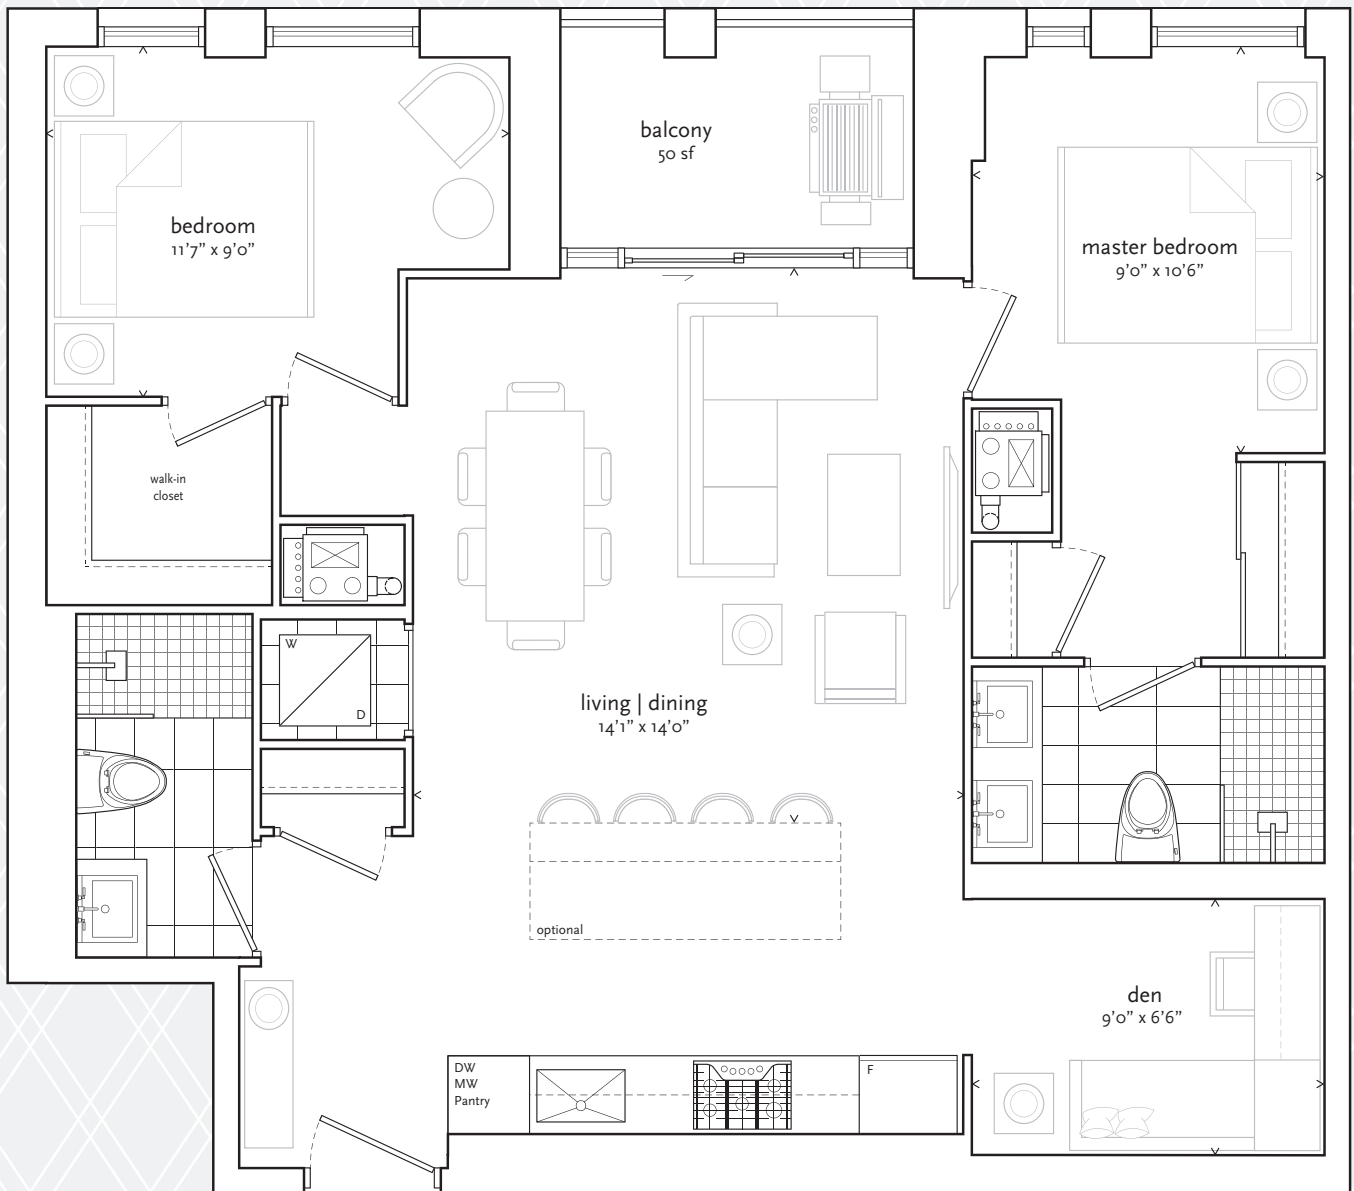 balcony
50 sf
bedroom
11'7" x 9'0"
master bedroom
9'0" x 10'6"
walk-in
closet
W
D
living | dining
14'1" x 14'0"
optional
den
9'0" x 6'6"
DW
MW
Pantry
F